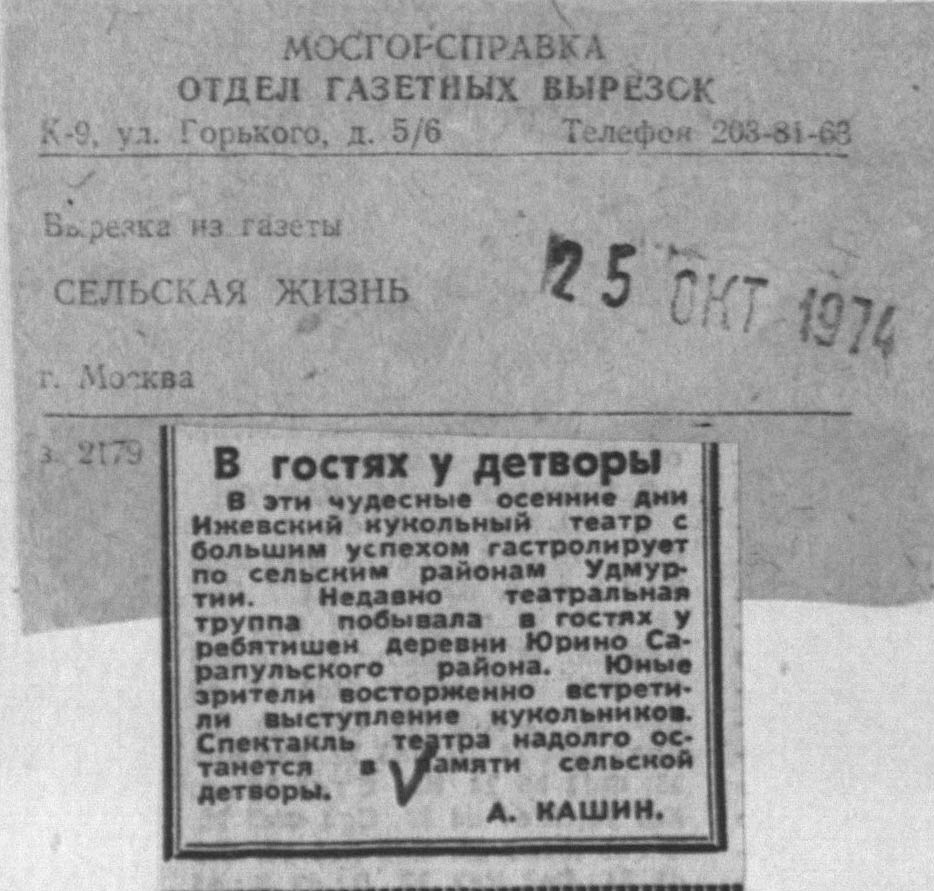 МОСГОРСПРАВКА
ОТДЕЛ ГАЗЕТНЫХ ВЫРЕЗОК
К-9, ул. Горького, д. 5/6 Телефон 203-81-63
Вырезка из газеты
СЕЛЬСКАЯ ЖИЗНЬ
25 ОКТ 1974
г. Москва
з. 2179
В гостях у детворы
В эти чудесные осенние дни
Ижевский кукольный театр с
большим успехом гастролирует
по сельским районам Удмур-
тии. Недавно театральная
труппа побывала в гостях у
ребятишен деревни Юрино Са-
рапульского района. Юные
зрители восторженно встрети-
ли выступление кукольников.
Спектакль театра надолго ос-
танется в памяти сельской
детворы.
А. КАШИН.